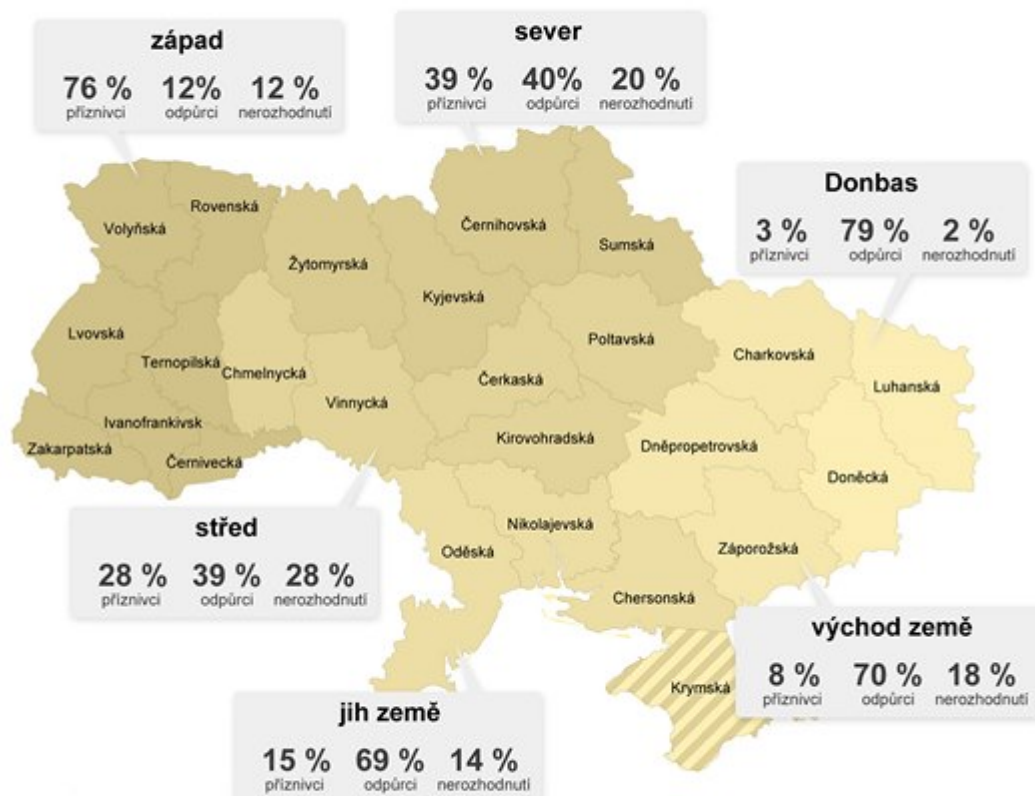 západ
76 % 12% 12 %
příznivci odpůrci nerozhodnutí
sever
39 % 40% 20 %
příznivci odpůrci nerozhodnutí
Donbas
3 % 79 % 2 %
příznivci odpůrci nerozhodnutí
Volyňská
Rovenská
Žytomyrská
Kyjevská
Černihovská
Sumská
Lvovská
Ternopilská
Chmelnycká
Vinnycká
Čerkaská
Poltavská
Charkovská
Luhanská
Ivanofrankivsk
Zakarpatská
Černivecká
Kirovohradská
Dněpropetrovská
Doněcká
střed
28 % 39 % 28 %
příznivci odpůrci nerozhodnutí
Oděská
Nikolajevská
Záporožská
Chersonská
Krymská
východ země
8 % 70 % 18 %
příznivci odpůrci nerozhodnutí
jih země
15 % 69 % 14 %
příznivci odpůrci nerozhodnutí